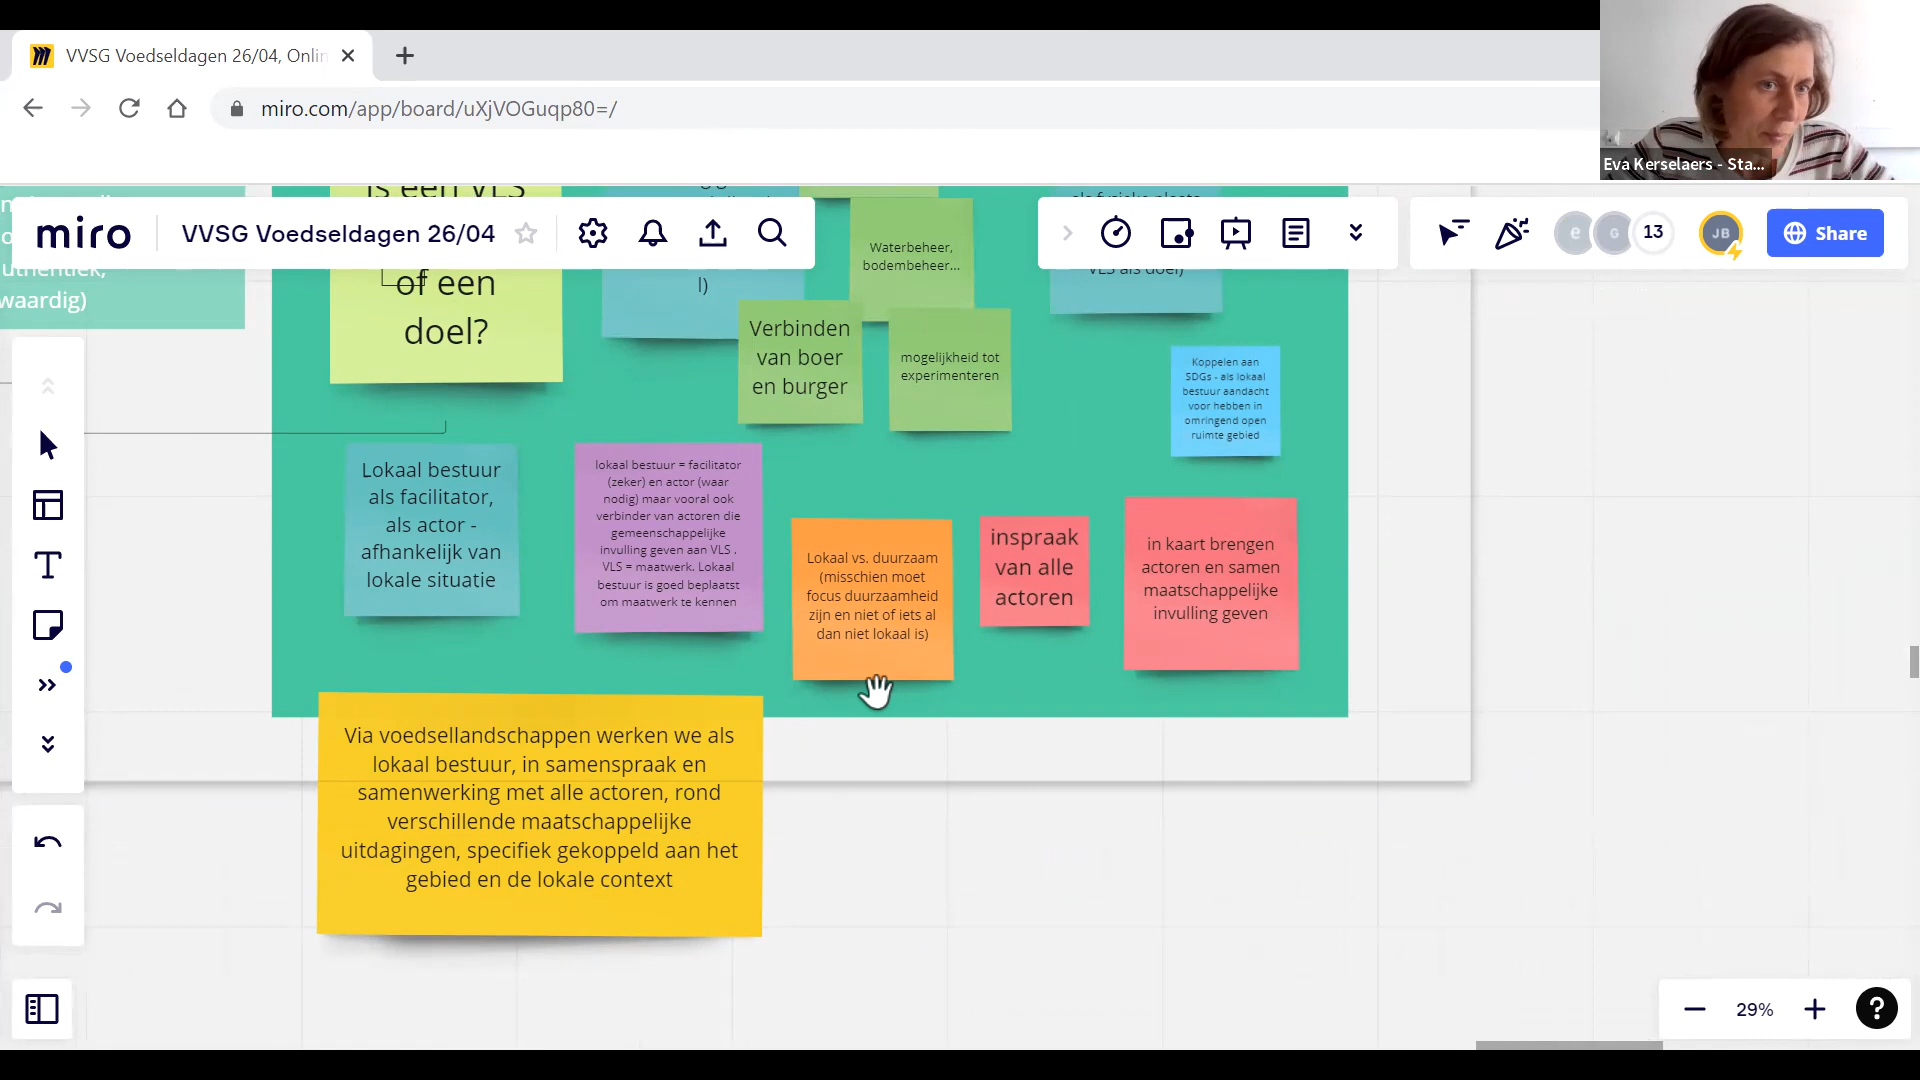 VVSG Voedseldagen 26/04, Onlin
miro.com/app/board/uXjVOGuqp80=/
Eva Kerselaers - Sta...
miro
VVSG Voedseldagen 26/04
e
G
13
JB
Share
waardig)
is een VLS
of een
doel?
l)
Waterbeheer,
bodembeheer...
VLS als doel)
Verbinden
van boer
en burger
mogelijkheid tot
experimenteren
Koppelen aan
SDGs - als lokaal
bestuur aandacht
voor hebben in
omringend open
ruimte gebied
Lokaal bestuur
als facilitator,
als actor -
afhankelijk van
lokale situatie
lokaal bestuur = facilitator
(zeker) en actor (waar
nodig) maar vooral ook
verbinder van actoren die
gemeenschappelijke
invulling geven aan VLS .
VLS = maatwerk. Lokaal
bestuur is goed beplaatst
om maatwerk te kennen
Lokaal vs. duurzaam
(misschien moet
focus duurzaamheid
zijn en niet of iets al
dan niet lokaal is)
inspraak
van alle
actoren
in kaart brengen
actoren en samen
maatschappelijke
invulling geven
Via voedsellandschappen werken we als
lokaal bestuur, in samenspraak en
samenwerking met alle actoren, rond
verschillende maatschappelijke
uitdagingen, specifiek gekoppeld aan het
gebied en de lokale context
29%
?